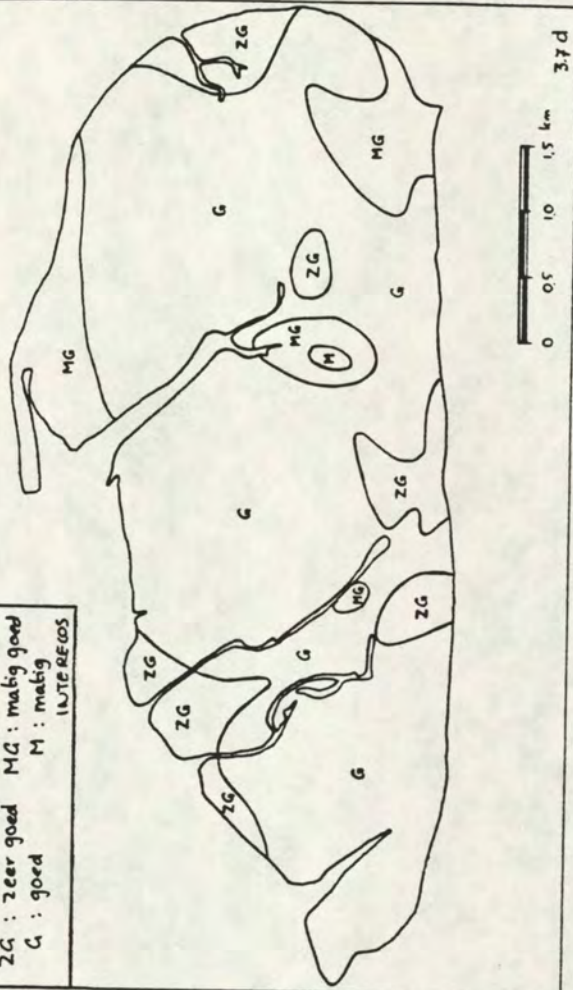 ZG : zeer goed MG : matig goed
G : goed M : matig
INTERECOS
ZG
MG
G
MG
ZG
MG
M
G
G
ZG
ZG
MG
G
ZG
ZG
ZG
G
0 0,5 1,0 1,5 km
3.7 d